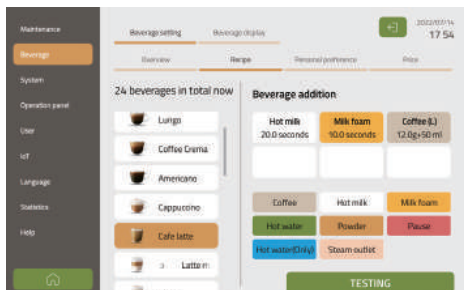 Maintenance
Beverage
System
Operation panel
User
IoT
Language
Statistics
Help
Beverage setting
Beverage display
2022/07/14
17 54
Overview
Recipe
Personal preference
Price
24 beverages in total now
Lungo
Coffee Crema
Americano
Cappucono
Cafe latte
Latte m
Beverage addition
Hot milk
20.0 seconds
Milk foam
10.0 seconds
Coffee (L)
12.0g+50 ml
Coffee
Hot milk
Milk foam
Hot water
Powder
Pause
Hot water(Only)
Steam outlet
TESTING